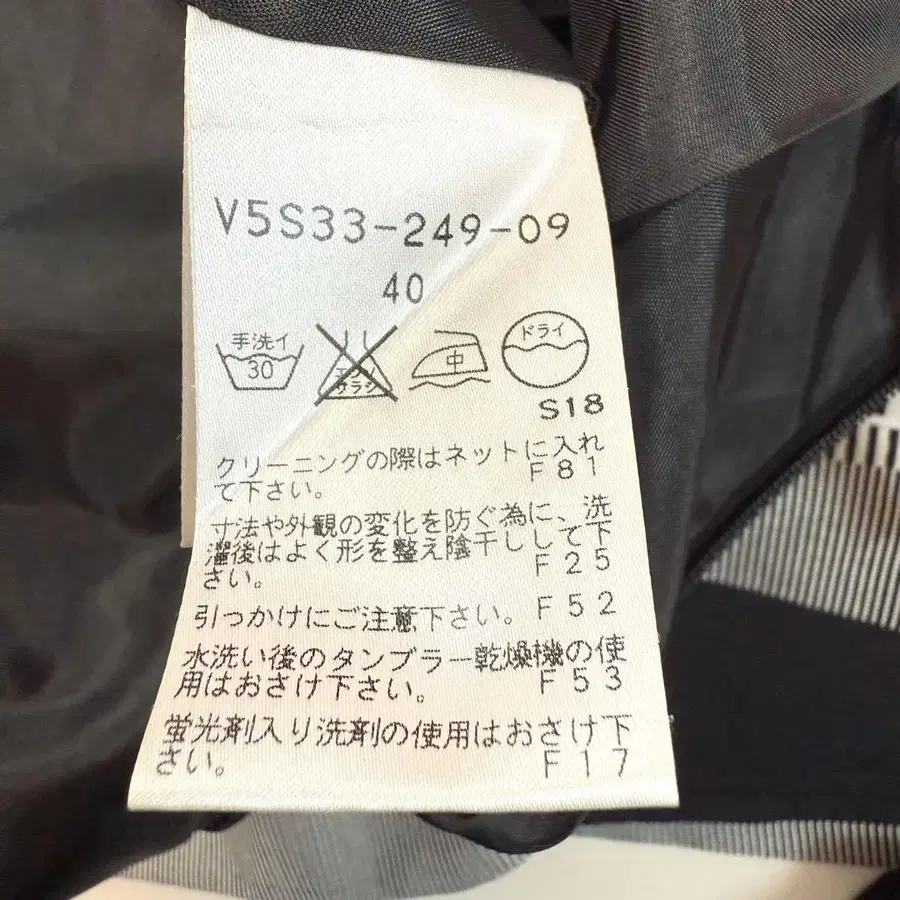 V5S33-249-09
40
手洗イ
30
エンソ
サラシ
中
ドライ
S18
クリーニングの際はネットに入れ
て下さい。 F81
寸法や外観の変化を防ぐ為に、洗
濯後はよく形を整え陰干しして下
さい。 F25
引っかけにご注意下さい。 F52
水洗い後のタンブラー乾燥機の使
用はおさけ下さい。 F53
蛍光剤入り洗剤の使用はおさけ下
さい。 F17